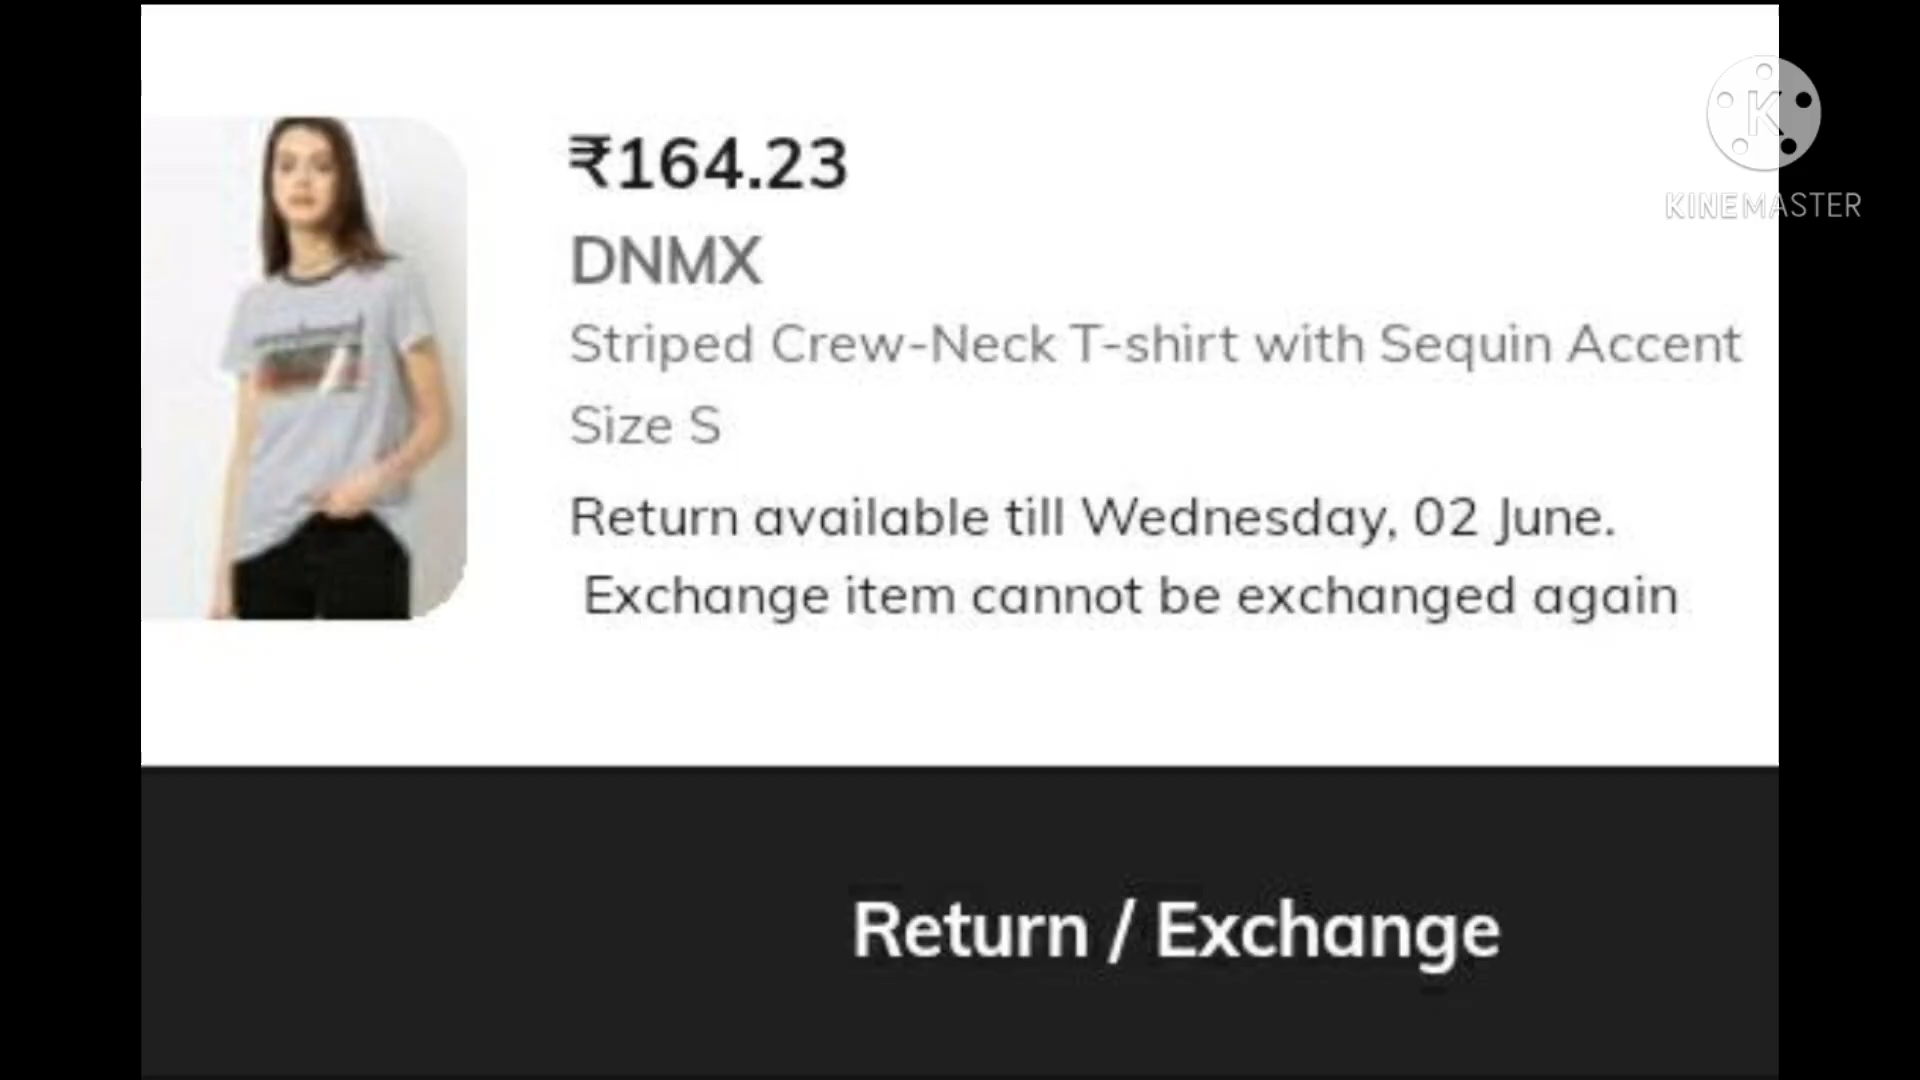 ₹164.23
DNMX
Striped Crew-Neck T-shirt with Sequin Accent
Size S
Return available till Wednesday, 02 June.
Exchange item cannot be exchanged again
Return / Exchange
K
KINEMASTER